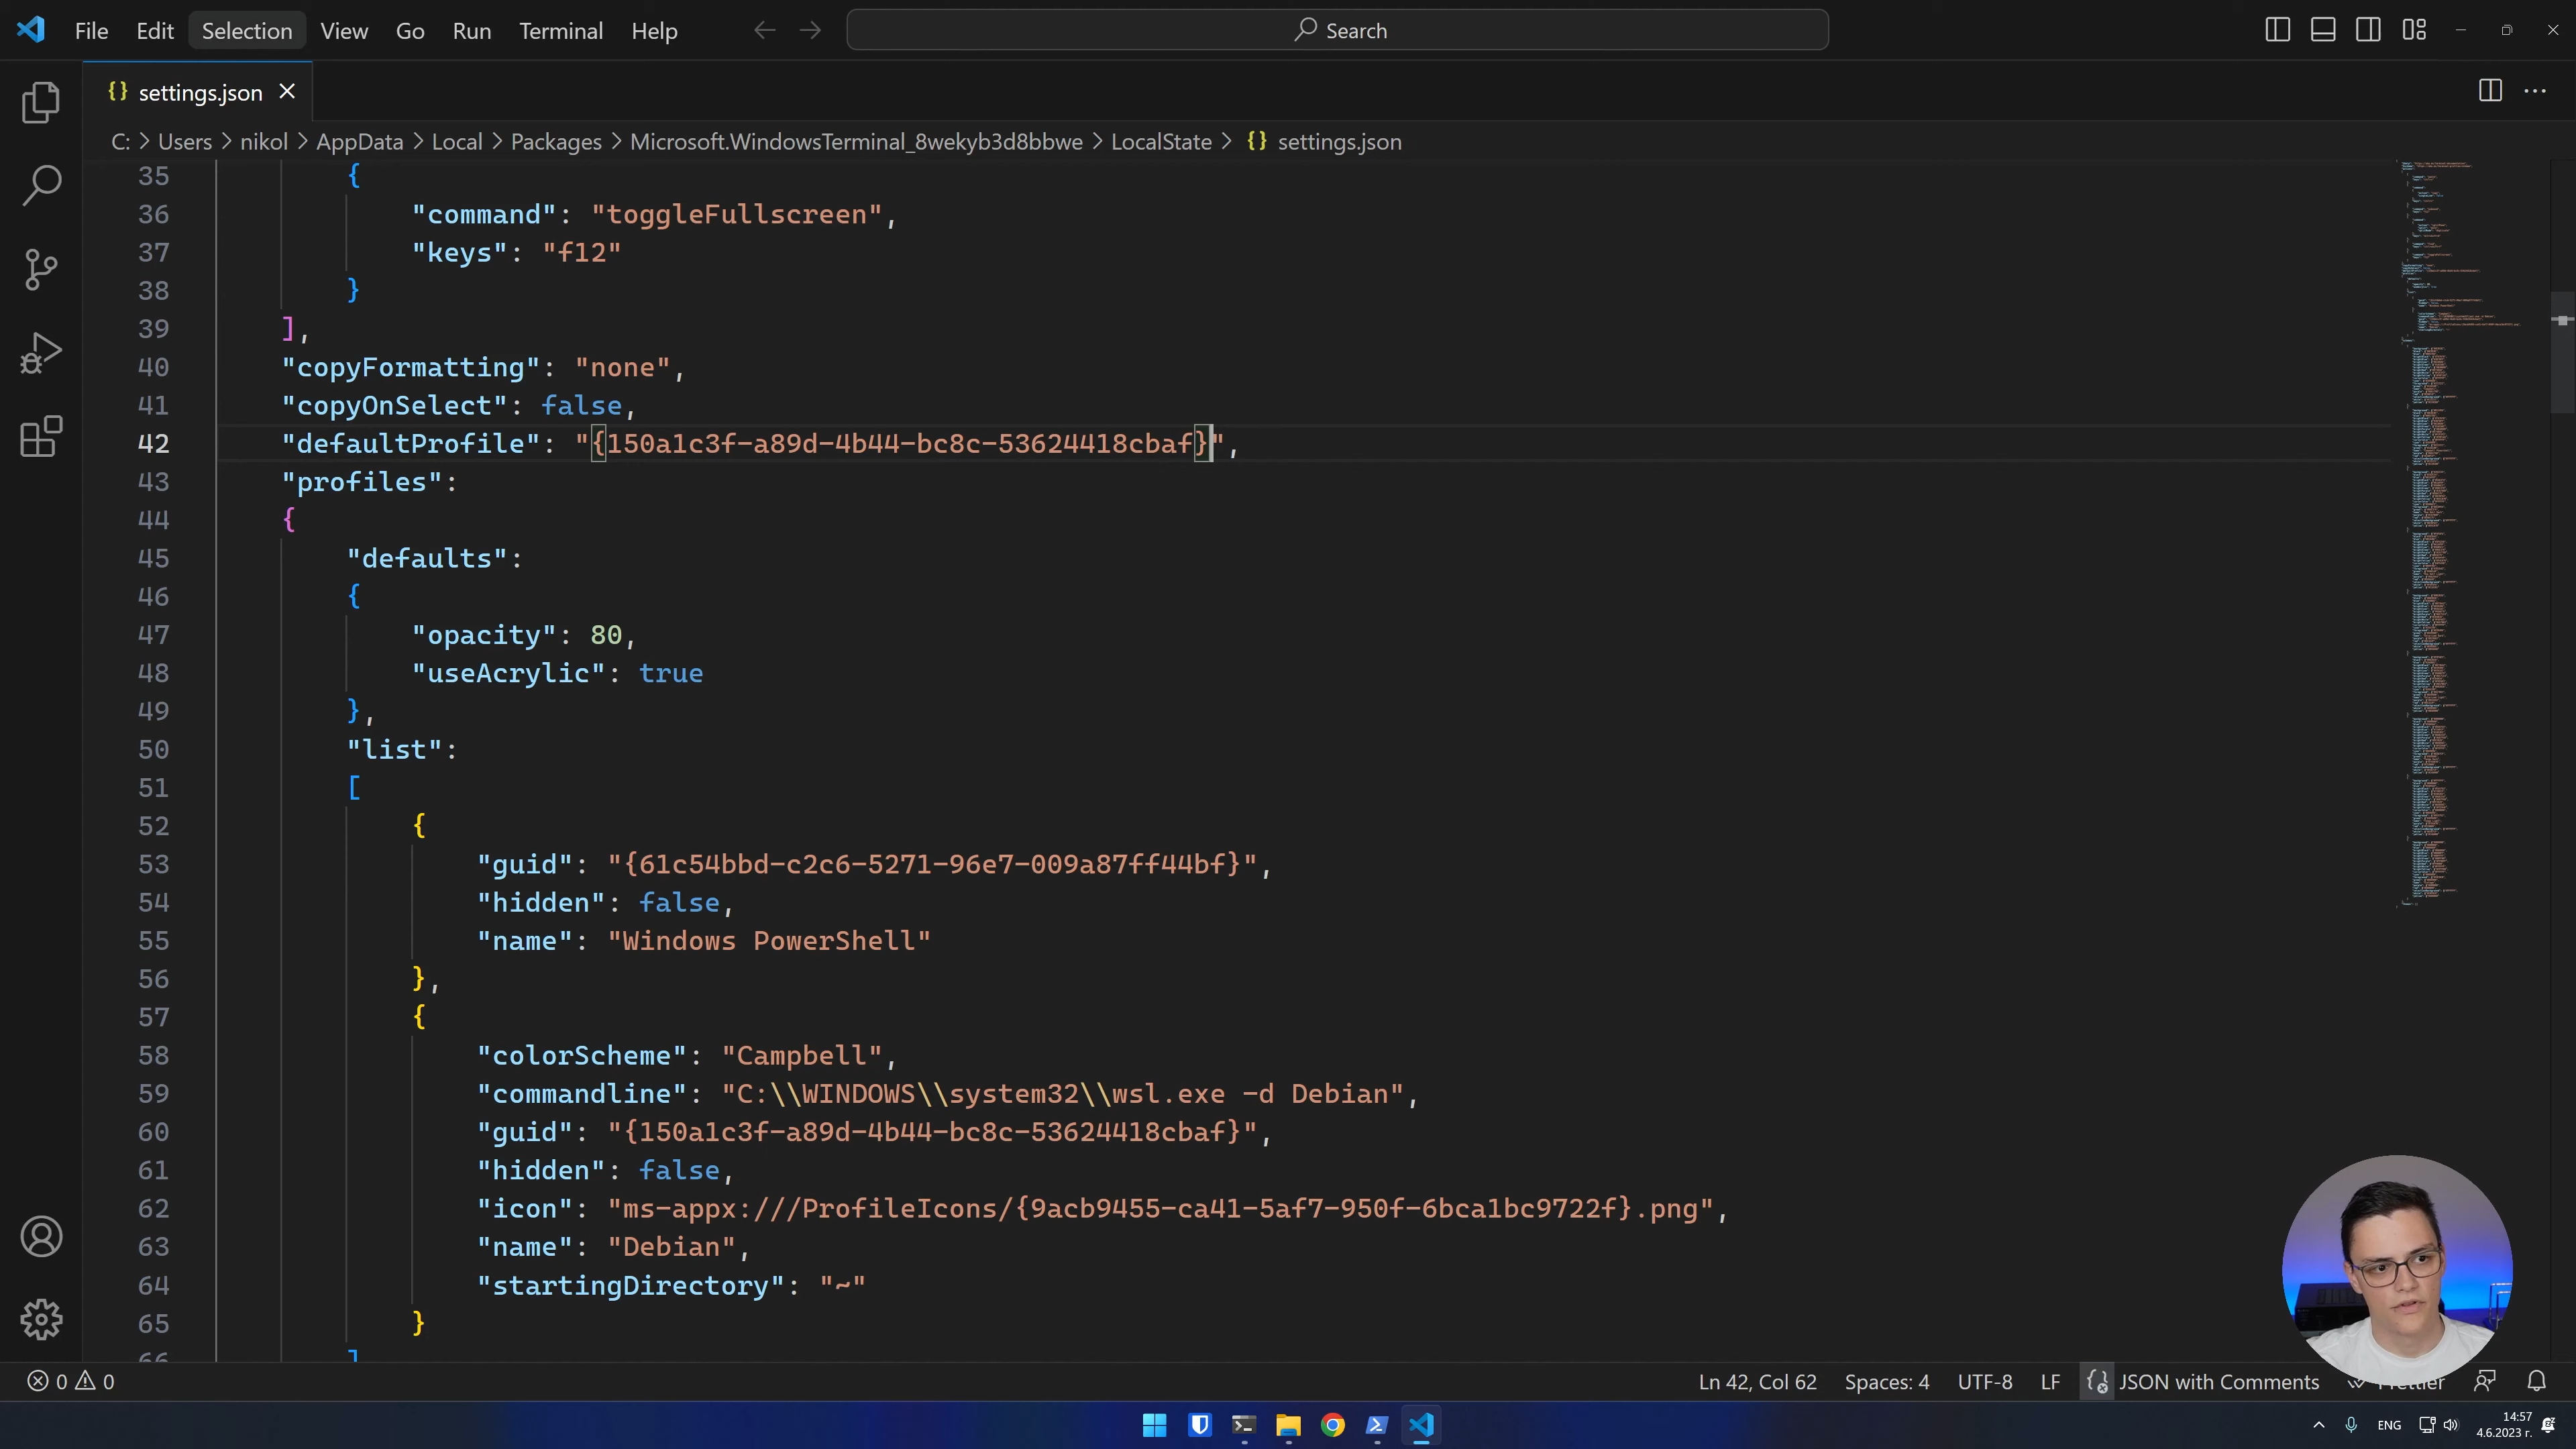 File Edit Selection View Go Run Terminal Help Search
{} settings.json
C: > Users > nikol > AppData > Local > Packages > Microsoft.WindowsTerminal_8wekyb3d8bbwe > LocalState > {} settings.json
35 {
36 "command": "toggleFullscreen",
37 "keys": "f12"
38 }
39 ],
40 "copyFormatting": "none",
41 "copyOnSelect": false,
42 "defaultProfile": "{150a1c3f-a89d-4b44-bc8c-53624418cbaf}",
43 "profiles":
44 {
45 "defaults":
46 {
47 "opacity": 80,
48 "useAcrylic": true
49 },
50 "list":
51 [
52 {
53 "guid": "{61c54bbd-c2c6-5271-96e7-009a87ff44bf}",
54 "hidden": false,
55 "name": "Windows PowerShell"
56 },
57 {
58 "colorScheme": "Campbell",
59 "commandline": "C:\\WINDOWS\\system32\\wsl.exe -d Debian",
60 "guid": "{150a1c3f-a89d-4b44-bc8c-53624418cbaf}",
61 "hidden": false,
62 "icon": "ms-appx:///ProfileIcons/{9acb9455-ca41-5af7-950f-6bca1bc9722f}.png",
63 "name": "Debian",
64 "startingDirectory": "~"
65 }
66 ]
0 0 Ln 42, Col 62 Spaces: 4 UTF-8 LF JSON with Comments Prettier
ENG 14:57
4.6.2023 г.